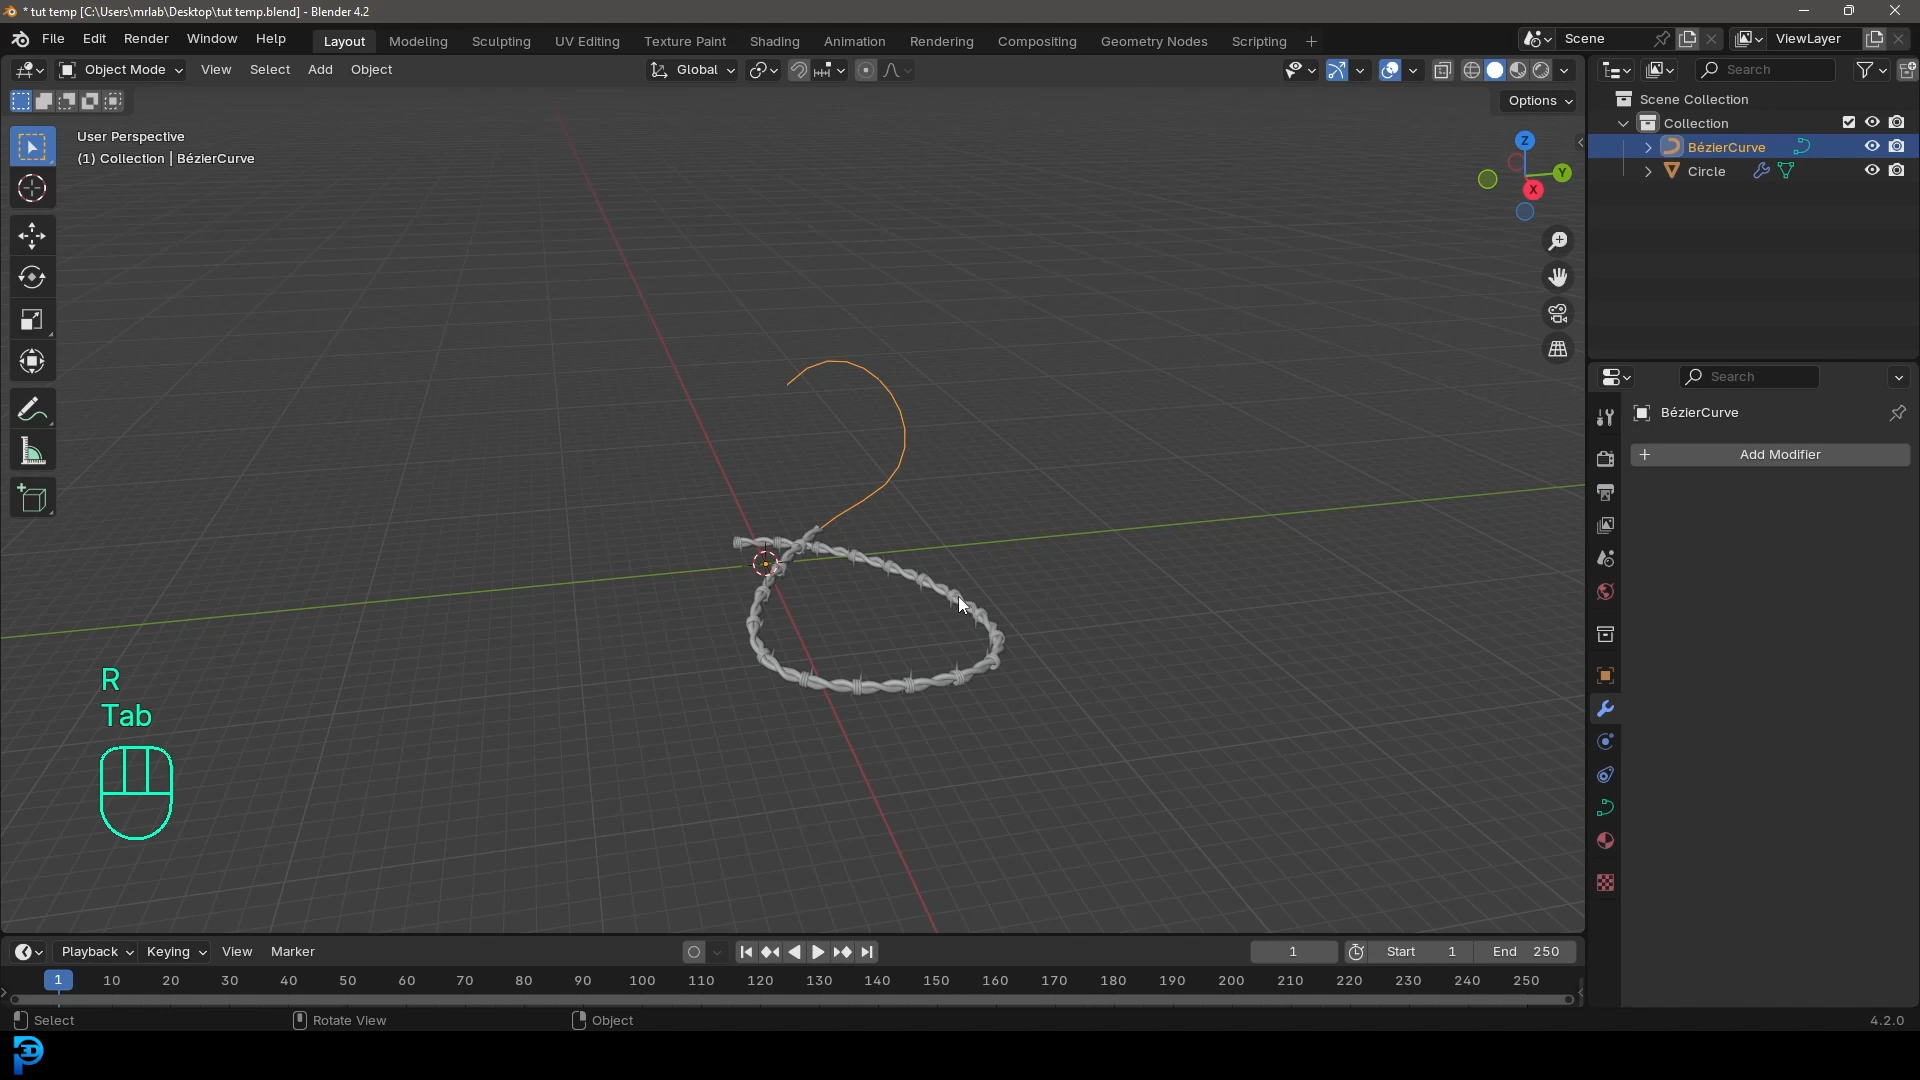 * tut temp [C:\Users\mrlab\Desktop\tut temp.blend] - Blender 4.2
File Edit Render Window Help Layout Modeling Sculpting UV Editing Texture Paint Shading Animation Rendering Compositing Geometry Nodes Scripting + Scene ViewLayer
Object Mode View Select Add Object Global Search
Options
User Perspective
(1) Collection | BézierCurve
Z
Y
X
Scene Collection
Collection
BézierCurve
Circle
Search
BézierCurve
+ Add Modifier
R
Tab
Playback Keying View Marker 1 Start 1 End 250
1 10 20 30 40 50 60 70 80 90 100 110 120 130 140 150 160 170 180 190 200 210 220 230 240 250
Select Rotate View Object 4.2.0
3D